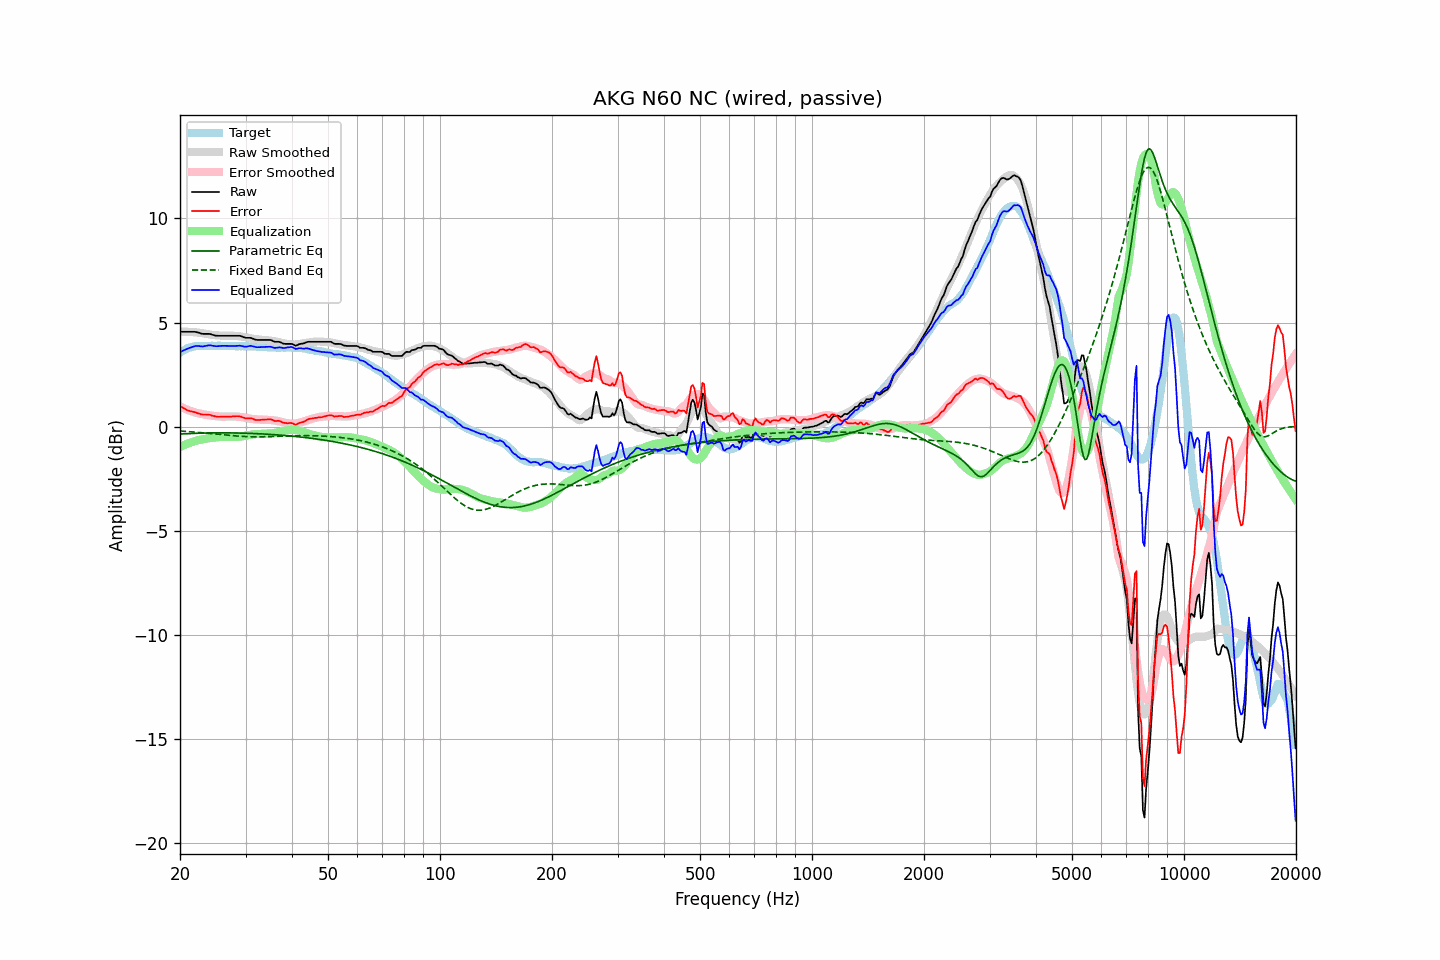 AKG N60 NC (wired, passive)
Target
Raw Smoothed
Error Smoothed
Raw
Error
Equalization
Parametric Eq
Fixed Band Eq
Equalized
10
5
0
−5
−10
−15
−20
Amplitude (dBr)
20 50 100 200 500 1000 2000 5000 10000 20000
Frequency (Hz)